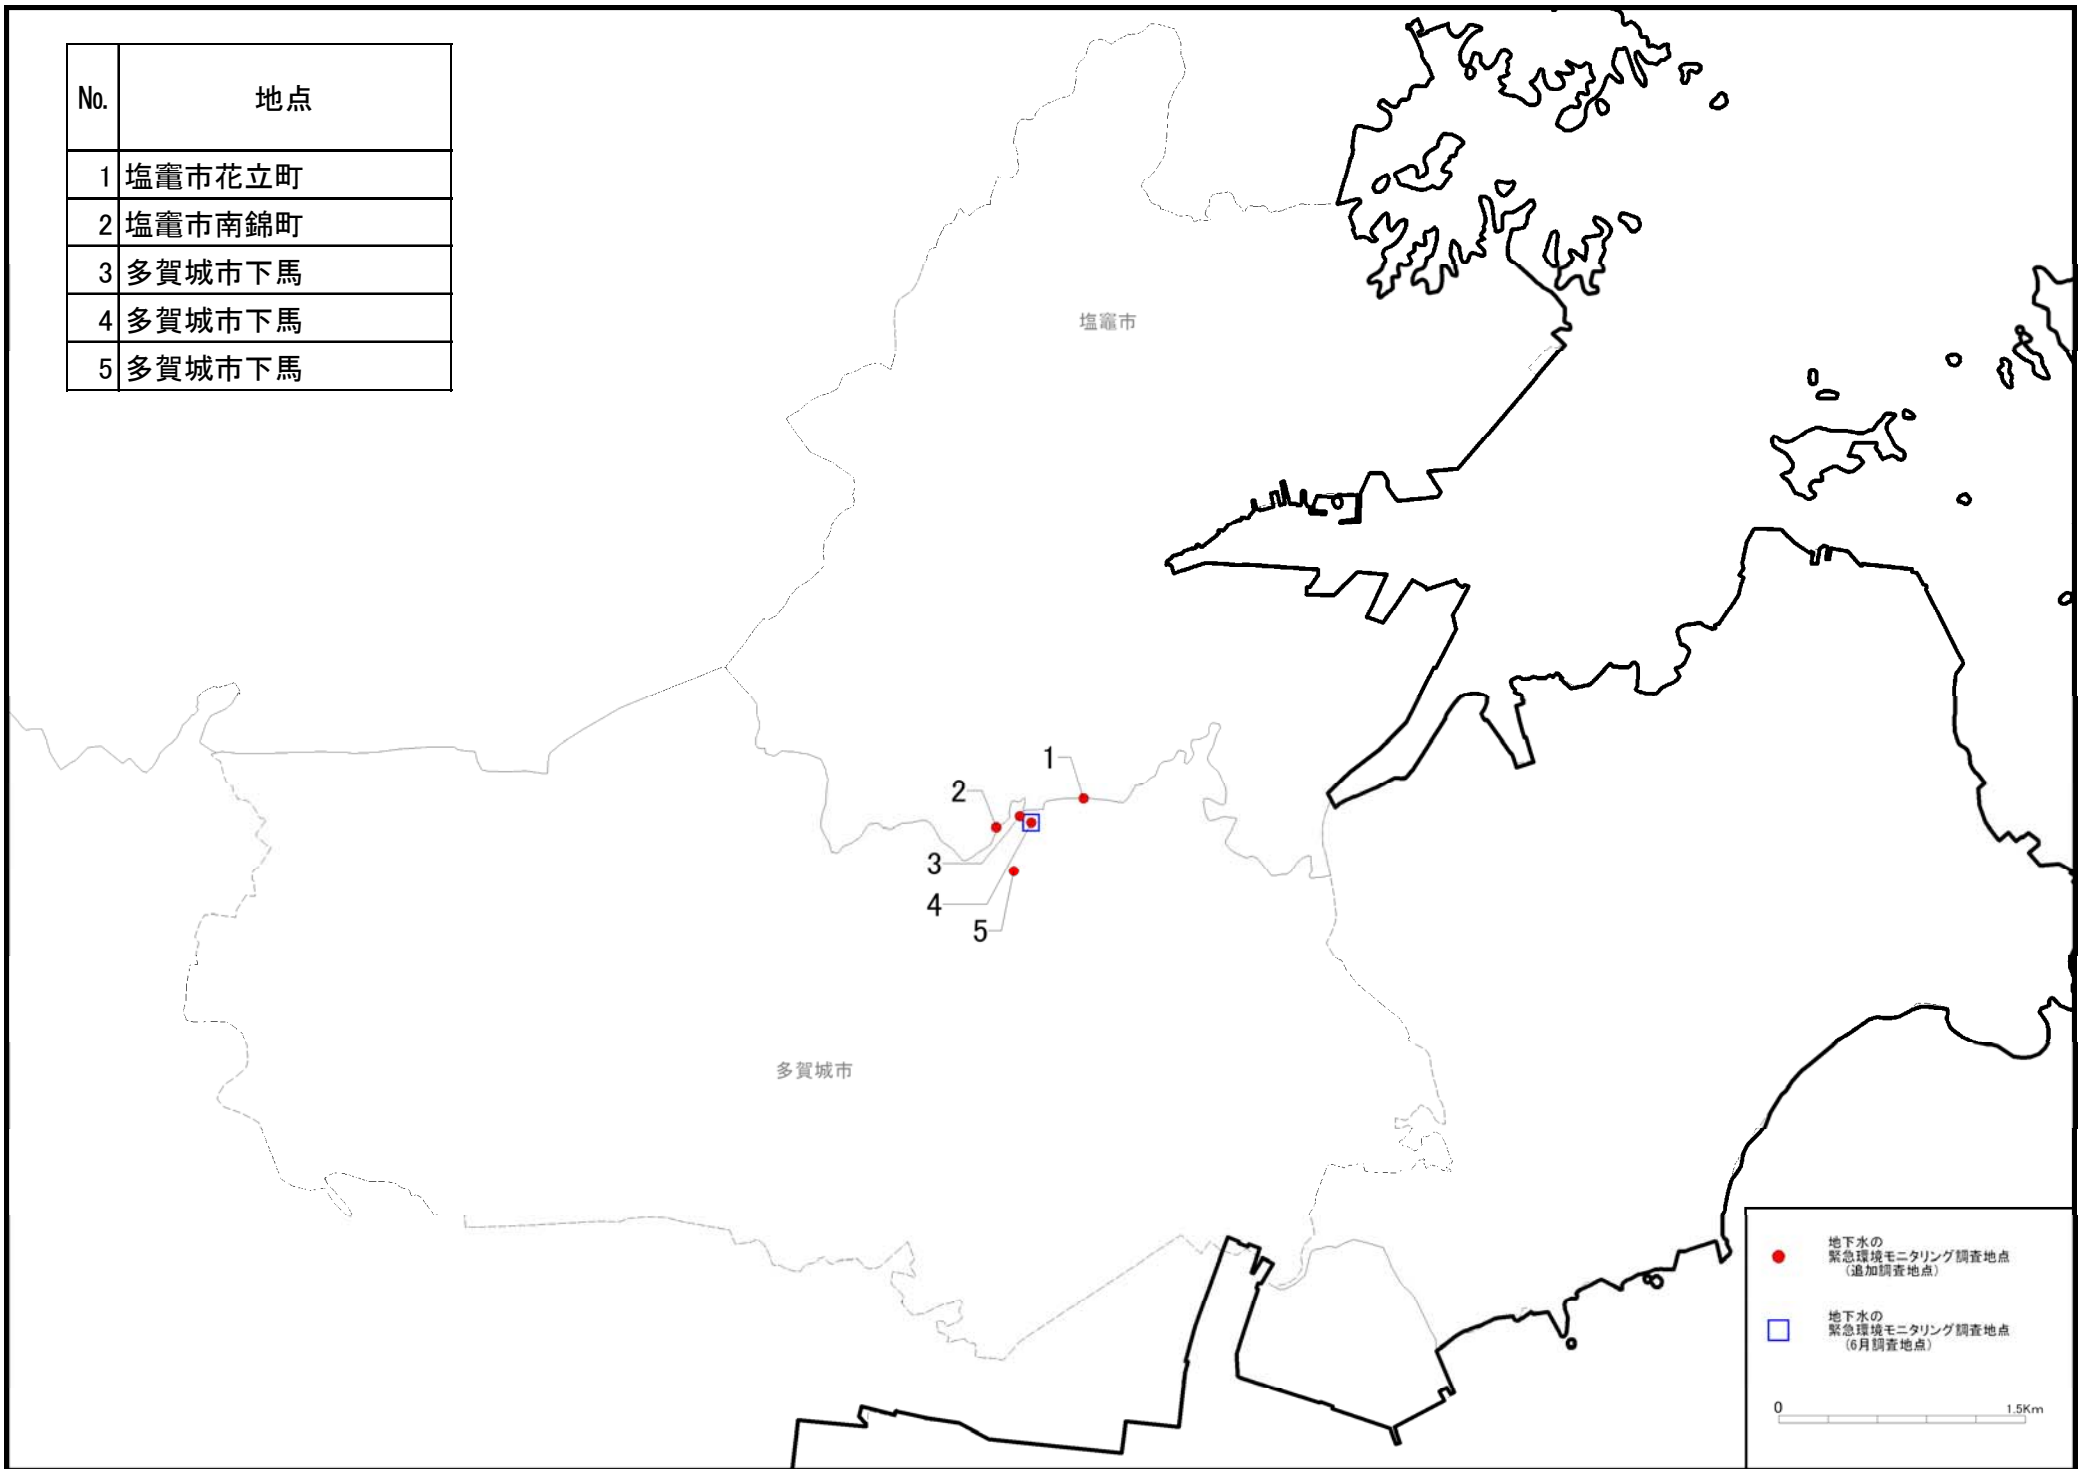 No. 地点
1 塩竈市花立町
2 塩竈市南錦町
3 多賀城市下馬
4 多賀城市下馬
5 多賀城市下馬
塩竈市
1
2
3
4
5
多賀城市
地下水の
緊急環境モニタリング調査地点
(追加調査地点)
地下水の
緊急環境モニタリング調査地点
(6月調査地点)
0 1.5Km